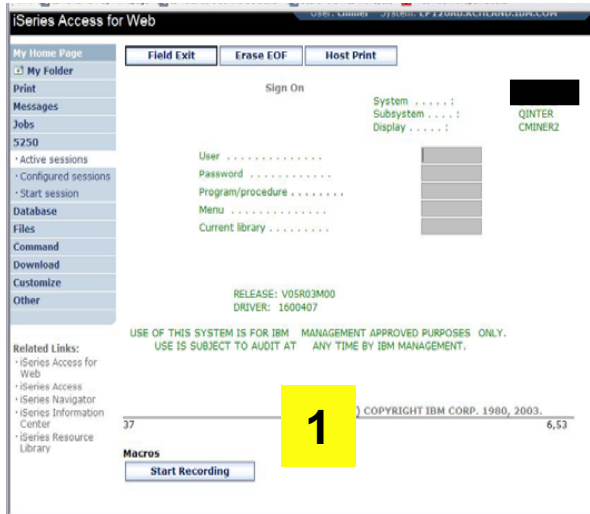 iSeries Access for Web
My Home Page
My Folder
Print
Messages
Jobs
5250
· Active sessions
· Configured sessions
· Start session
Database
Files
Command
Download
Customize
Other
Related Links:
· iSeries Access for
Web
· iSeries Access
· iSeries Navigator
· iSeries Information
Center
· iSeries Resource
Library
Field Exit Erase EOF Host Print
Sign On
System . . . . . :
Subsystem . . . . : QINTER
Display . . . . . : CMINER2
User . . . . . . . . . . . . . .
Password . . . . . . . . . . . .
Program/procedure . . . . . . . .
Menu . . . . . . . . . . . . . .
Current library . . . . . . . . .
RELEASE: V05R03M00
DRIVER: 1600407
USE OF THIS SYSTEM IS FOR IBM MANAGEMENT APPROVED PURPOSES ONLY.
USE IS SUBJECT TO AUDIT AT ANY TIME BY IBM MANAGEMENT.
) COPYRIGHT IBM CORP. 1980, 2003.
37 6,53
1
Macros
Start Recording